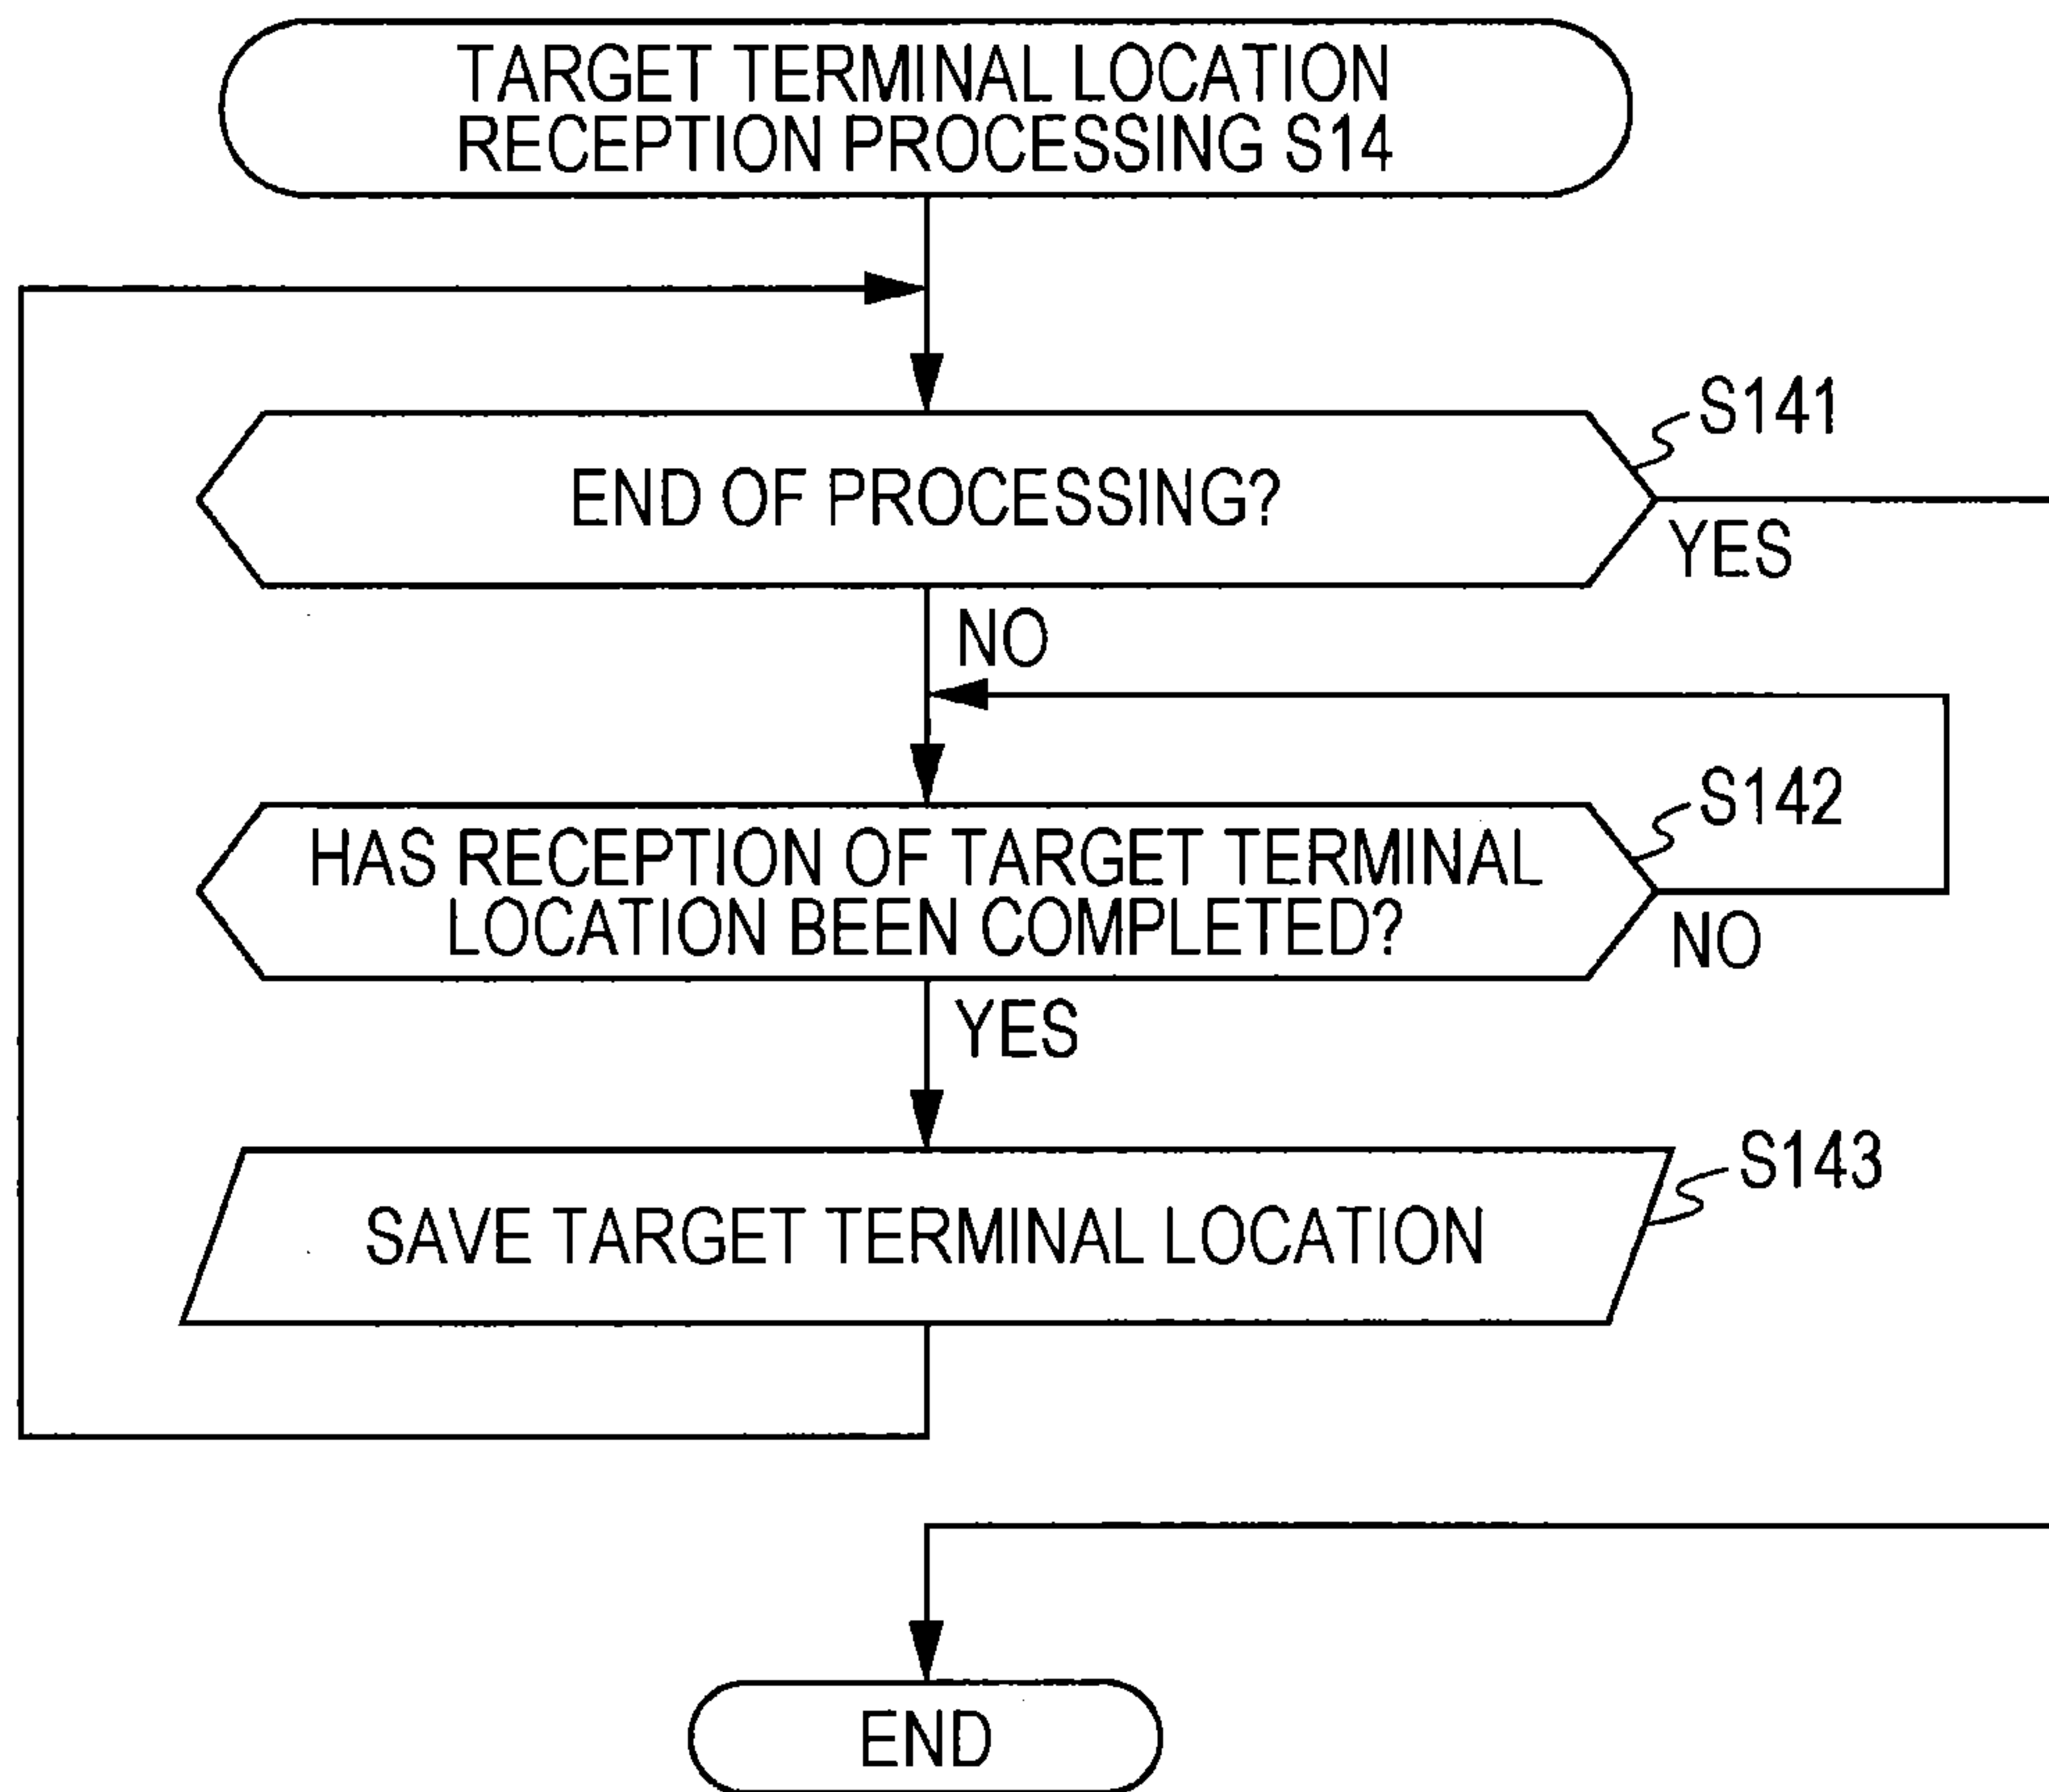 TARGET TERMINAL LOCATION
RECEPTION PROCESSING S14
S141
END OF PROCESSING?
YES
NO
S142
HAS RECEPTION OF TARGET TERMINAL
LOCATION BEEN COMPLETED?
NO
YES
S143
SAVE TARGET TERMINAL LOCATION
END